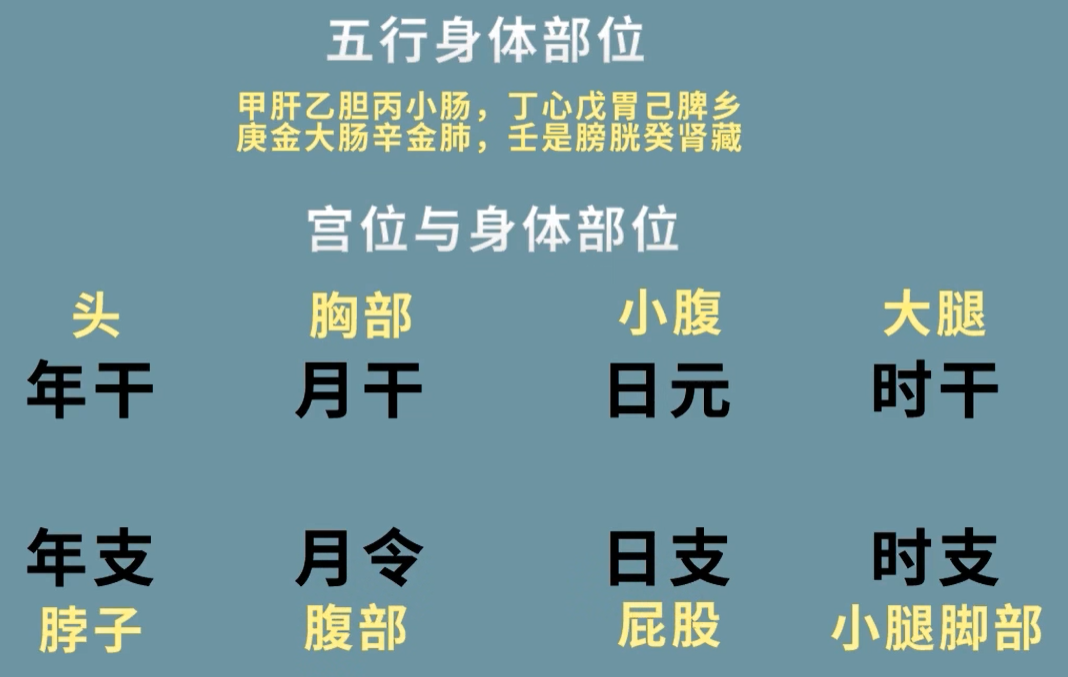 五行身体部位
甲肝乙胆丙小肠，丁心戊胃己脾乡
庚金大肠辛金肺，壬是膀胱癸肾藏
宫位与身体部位
头 胸部 小腹 大腿
年干 月干 日元 时干
年支 月令 日支 时支
脖子 腹部 屁股 小腿脚部